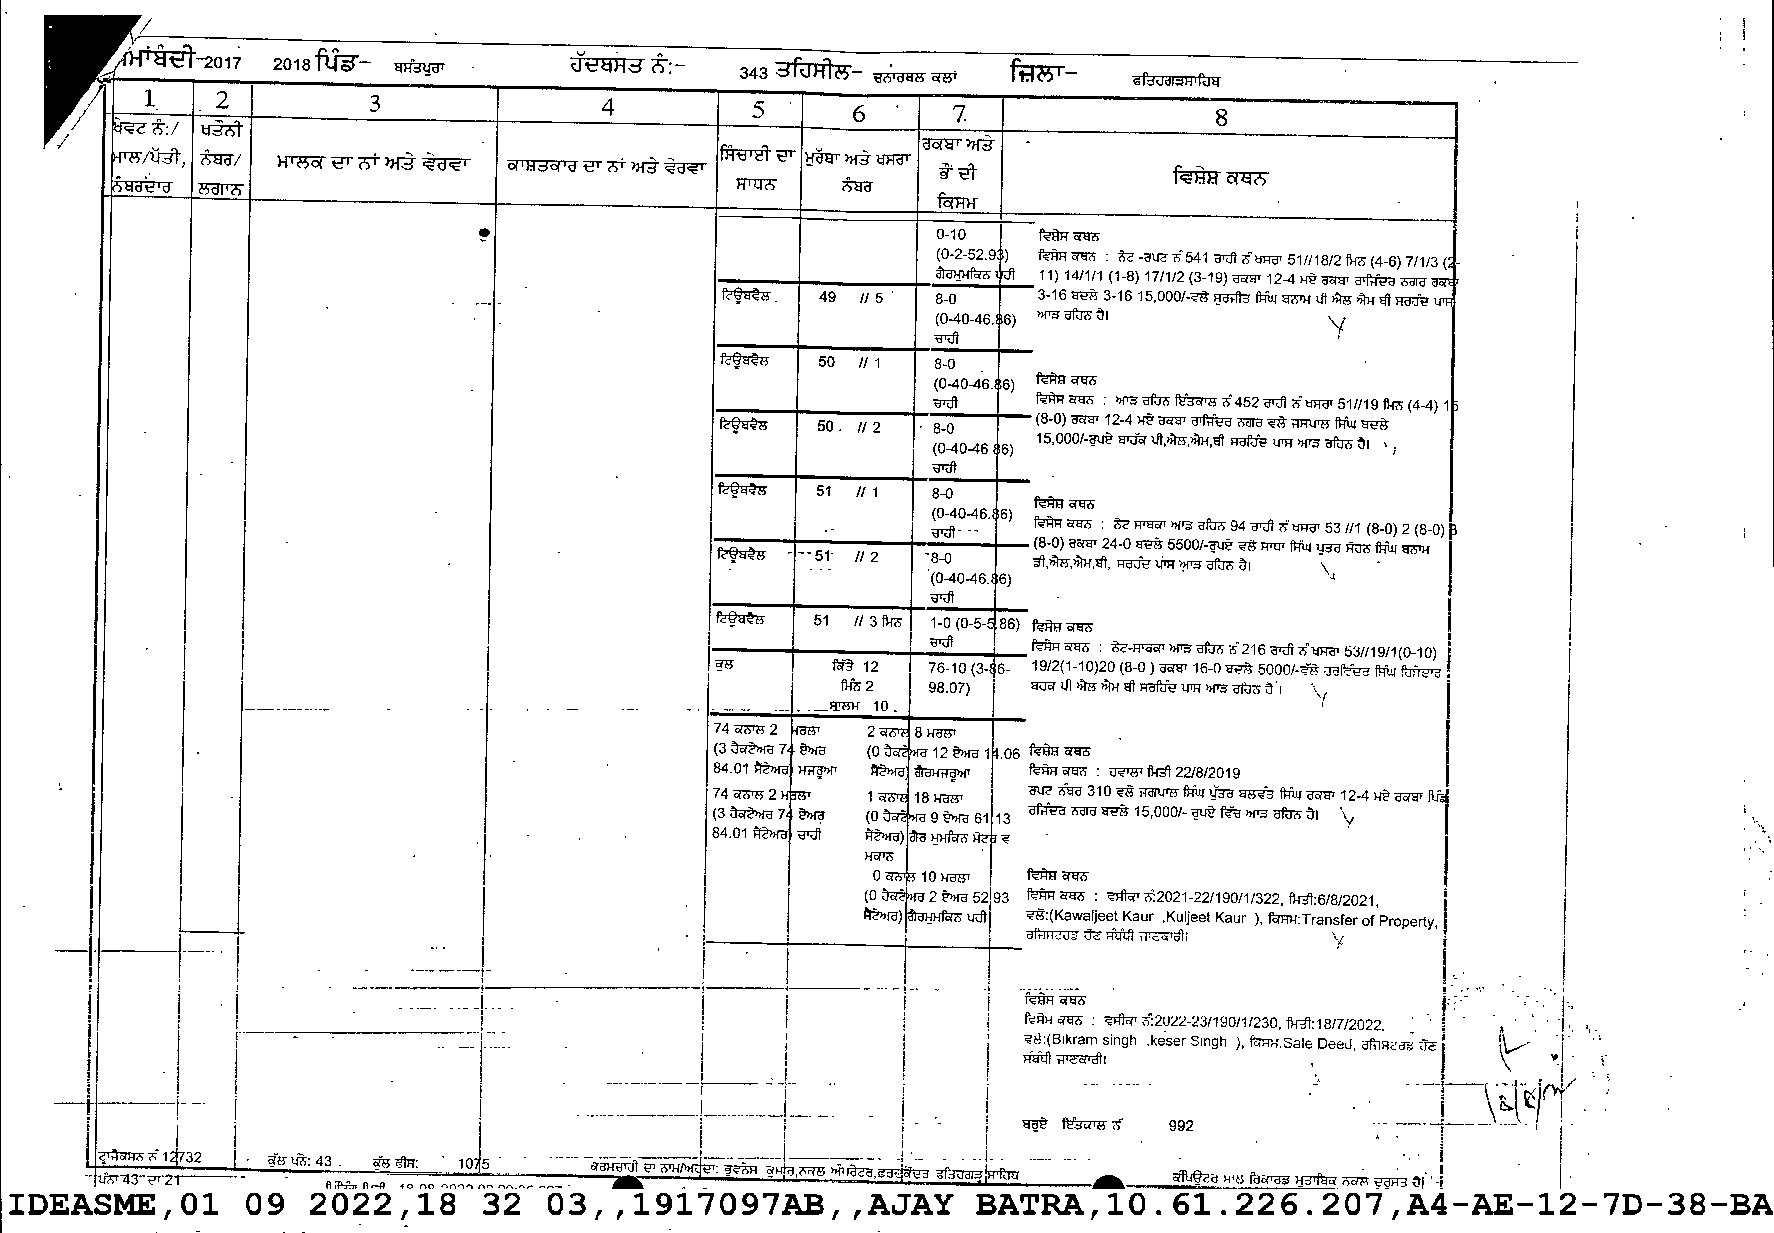 ਮਾਂਬੰਦੀ-2017 2018 ਪਿੰਡ- ਬਸੰਤਪੁਰਾ ਹੱਦਬਸਤ ਨੰ:- 343 ਤਹਿਸੀਲ- ਚਨਾਰਥਲ ਕਲਾਂ ਜ਼ਿਲਾ- ਫਤਿਹਗੜਸਾਹਿਬ
1 2 3 4 5 6 7 8
ਖੇਵਟ ਨੰ:/
ਮਾਲ/ਪੱਤੀ,
ਨੰਬਰਦਾਰ
ਖਤੌਨੀ
ਨੰਬਰ/
ਲਗਾਨ
ਮਾਲਕ ਦਾ ਨਾਂ ਅਤੇ ਵੇਰਵਾ
ਕਾਸ਼ਤਕਾਰ ਦਾ ਨਾਂ ਅਤੇ ਵੇਰਵਾ
ਸਿੰਚਾਈ ਦਾ
ਸਾਧਨ
ਮੁਰੱਬਾ ਅਤੇ ਖਸਰਾ
ਨੰਬਰ
ਰਕਬਾ ਅਤੇ
ਭੌਂ ਦੀ
ਕਿਸਮ
ਵਿਸ਼ੇਸ਼ ਕਥਨ
0-10
(0-2-52.93)
ਗੈਰਮੁਮਕਿਨ ਪਹੀ
ਟਿਊਬਵੈਲ 49 // 5 8-0
(0-40-46.86)
ਚਾਹੀ
ਟਿਊਬਵੈਲ 50 // 1 8-0
(0-40-46.86)
ਚਾਹੀ
ਟਿਊਬਵੈਲ 50 // 2 8-0
(0-40-46.86)
ਚਾਹੀ
ਟਿਊਬਵੈਲ 51 // 1 8-0
(0-40-46.86)
ਚਾਹੀ
ਟਿਊਬਵੈਲ 51 // 2 8-0
(0-40-46.86)
ਚਾਹੀ
ਟਿਊਬਵੈਲ 51 // 3 ਮਿਨ 1-0 (0-5-5.86)
ਚਾਹੀ
ਕੁਲ ਕਿੱਤੇ 12 76-10 (3-86-
ਮਿੰਨ 2 98.07)
ਸਾਲਮ 10
74 ਕਨਾਲ 2 ਮਰਲਾ
(3 ਹੈਕਟੇਅਰ 74 ਏਅਰ
84.01 ਸੈਂਟੇਅਰ) ਮਜਰੂਆ
74 ਕਨਾਲ 2 ਮਰਲਾ
(3 ਹੈਕਟੇਅਰ 74 ਏਅਰ
84.01 ਸੈਂਟੇਅਰ) ਚਾਹੀ
2 ਕਨਾਲ 8 ਮਰਲਾ
(0 ਹੈਕਟੇਅਰ 12 ਏਅਰ 14.06
ਸੈਂਟੇਅਰ) ਗੈਰਮਜਰੂਆ
1 ਕਨਾਲ 18 ਮਰਲਾ
(0 ਹੈਕਟੇਅਰ 9 ਏਅਰ 61.13
ਸੈਂਟੇਅਰ) ਗੈਰ ਮੁਮਕਿਨ ਮੋਟਰ ਵ
ਮਕਾਨ
0 ਕਨਾਲ 10 ਮਰਲਾ
(0 ਹੈਕਟੇਅਰ 2 ਏਅਰ 52.93
ਸੈਂਟੇਅਰ) ਗੈਰਮੁਮਕਿਨ ਪਹੀ
ਵਿਸ਼ੇਸ਼ ਕਥਨ
ਵਿਸ਼ੇਸ਼ ਕਥਨ : ਨੋਟ -ਰਪਟ ਨੰ 541 ਰਾਹੀ ਨੰ ਖਸਰਾ 51//18/2 ਮਿਨ (4-6) 7/1/3 (2-
11) 14/1/1 (1-8) 17/1/2 (3-19) ਰਕਬਾ 12-4 ਮਏ ਰਕਬਾ ਰਾਜਿੰਦਰ ਨਗਰ ਰਕਬਾ
3-16 ਬਦਲੇ 3-16 15,000/-ਵਲੋ ਸੁਰਜੀਤ ਸਿੰਘ ਬਨਾਮ ਪੀ ਐਲ ਐਮ ਬੀ ਸਰਹੰਦ ਪਾਸ
ਆੜ ਰਹਿਨ ਹੈ।
ਵਿਸ਼ੇਸ਼ ਕਥਨ
ਵਿਸ਼ੇਸ਼ ਕਥਨ : ਆੜ ਰਹਿਨ ਇੰਤਕਾਲ ਨੰ 452 ਰਾਹੀ ਨੰ ਖਸਰਾ 51//19 ਮਿਨ (4-4) 15
(8-0) ਰਕਬਾ 12-4 ਮਏ ਰਕਬਾ ਰਾਜਿੰਦਰ ਨਗਰ ਵਲੋ ਜਸਪਾਲ ਸਿੰਘ ਬਦਲੇ
15,000/-ਰੁਪਏ ਬਾਹੱਕ ਪੀ,ਐਲ,ਐਮ,ਬੀ ਸਰਹਿੰਦ ਪਾਸ ਆੜ ਰਹਿਨ ਹੈ।
ਵਿਸ਼ੇਸ਼ ਕਥਨ
ਵਿਸ਼ੇਸ਼ ਕਥਨ : ਨੋਟ ਸਾਬਕਾ ਆਡ ਰਹਿਨ 94 ਰਾਹੀ ਨੰ ਖਸਰਾ 53 //1 (8-0) 2 (8-0) 3
(8-0) ਰਕਬਾ 24-0 ਬਦਲੇ 5500/-ਰੁਪਏ ਵਲੋ ਸਾਧਾ ਸਿੰਘ ਪੁਤਰ ਸੋਹਨ ਸਿੰਘ ਬਨਾਮ
ਡੀ,ਐਲ,ਐਮ,ਬੀ, ਸਰਹੰਦ ਪਾਸ ਆੜ ਰਹਿਨ ਹੈ।
ਵਿਸ਼ੇਸ਼ ਕਥਨ
ਵਿਸ਼ੇਸ਼ ਕਥਨ : ਨੋਟ-ਸਾਬਕਾ ਆੜ ਰਹਿਨ ਨੰ 216 ਰਾਹੀ ਨੰ ਖਸਰਾ 53//19/1(0-10)
19/2(1-10)20 (8-0 ) ਰਕਬਾ 16-0 ਬਦਲੇ 5000/-ਵੱਲੋ ਹਰਵਿੰਦਰ ਸਿੰਘ ਹਿਸੇਦਾਰ
ਬਹਕ ਪੀ ਐਲ ਐਮ ਬੀ ਸਰਹਿੰਦ ਪਾਸ ਆੜ ਰਹਿਨ ਹੈ।
ਵਿਸ਼ੇਸ਼ ਕਥਨ
ਵਿਸ਼ੇਸ਼ ਕਥਨ : ਹਵਾਲਾ ਮਿਤੀ 22/8/2019
ਰਪਟ ਨੰਬਰ 310 ਵਲੋ ਜਗਪਾਲ ਸਿੰਘ ਪੁੱਤਰ ਬਲਵੰਤ ਸਿੰਘ ਰਕਬਾ 12-4 ਮਏ ਰਕਬਾ ਪਿੰਡ
ਰਜਿੰਦਰ ਨਗਰ ਬਦਲੇ 15,000/- ਰੁਪਏ ਵਿੱਚ ਆੜ ਰਹਿਨ ਹੈ।
ਵਿਸ਼ੇਸ਼ ਕਥਨ
ਵਿਸ਼ੇਸ਼ ਕਥਨ : ਵਸੀਕਾ ਨੰ:2021-22/190/1/322, ਮਿਤੀ:6/8/2021,
ਵਲੋ:(Kawaljeet Kaur ,Kuljeet Kaur ), ਕਿਸਮ:Transfer of Property,
ਰਜਿਸਟਰਡ ਹੋਣ ਸੰਬੰਧੀ ਜਾਣਕਾਰੀ।
ਵਿਸ਼ੇਸ਼ ਕਥਨ
ਵਿਸ਼ੇਸ਼ ਕਥਨ : ਵਸੀਕਾ ਨੰ:2022-23/190/1/230, ਮਿਤੀ:18/7/2022,
ਵਲੋ:(Bikram singh ,keser Singh ), ਕਿਸਮ:Sale Deed, ਰਜਿਸਟਰਡ ਹੋਣ
ਸੰਬੰਧੀ ਜਾਣਕਾਰੀ।
ਬਰੁਏ ਇੰਤਕਾਲ ਨੰ 992
ਟ੍ਰਾਂਜੈਕਸ਼ਨ ਨੰ 12732 ਕੁੱਲ ਪੰਨੇ: 43 ਕੁੱਲ ਫੀਸ: 1075 ਕਰਮਚਾਰੀ ਦਾ ਨਾਮ/ਅਹੁਦਾ: ਭੁਵਨੇਸ਼ ਕੁਮਾਰ,ਨਕਲ ਅੱਪਰੇਟਰ,ਫਰਦਕੇਂਦਰ ਫਤਿਹਗੜ੍ਹਸਾਹਿਬ
ਪੰਨਾ 43 ਦਾ 21 ਕੰਪਿਊਟਰ ਮਾਲ ਰਿਕਾਰਡ ਮੁਤਾਬਿਕ ਨਕਲ ਦੁਰੁਸਤ ਹੈ।
IDEASME,01 09 2022,18 32 03,,1917097AB,,AJAY BATRA,10.61.226.207,A4-AE-12-7D-38-BA